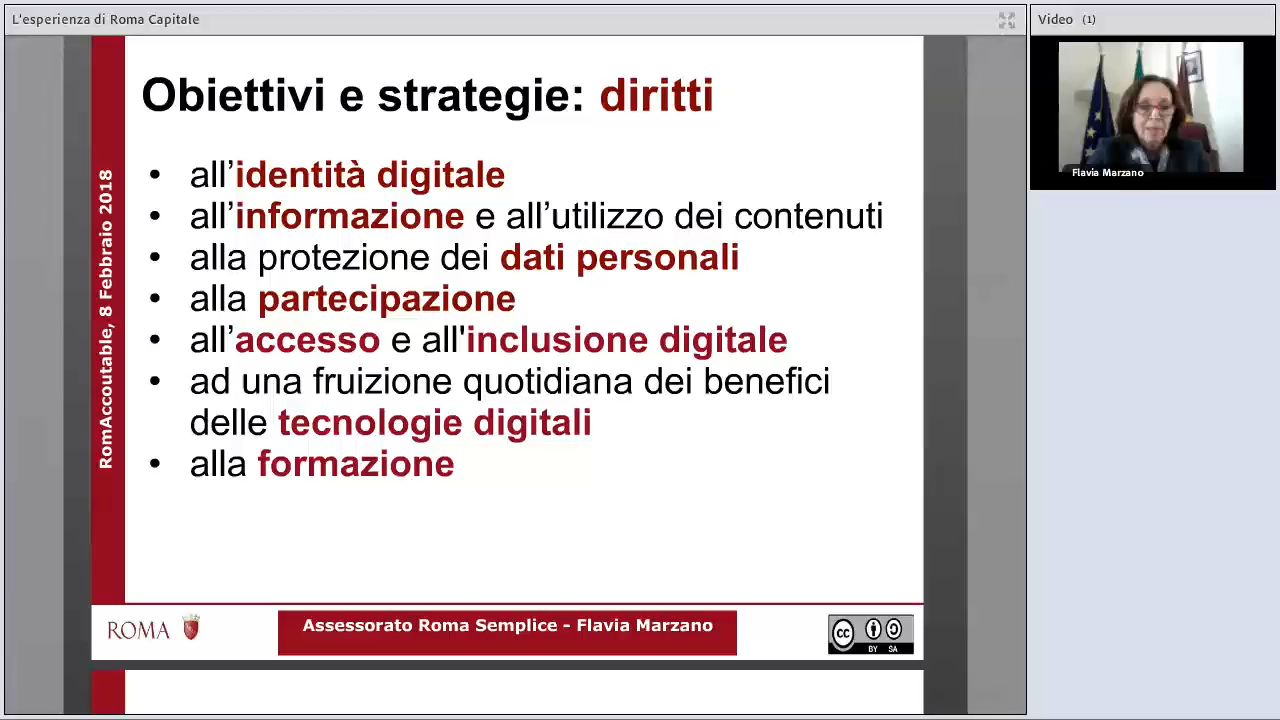 L'esperienza di Roma Capitale
Video (1)
Flavia Marzano
RomAccoutable, 8 Febbraio 2018
Obiettivi e strategie: diritti
• all’identità digitale
• all’informazione e all’utilizzo dei contenuti
• alla protezione dei dati personali
• alla partecipazione
• all’accesso e all'inclusione digitale
• ad una fruizione quotidiana dei benefici
delle tecnologie digitali
• alla formazione
ROMA
Assessorato Roma Semplice - Flavia Marzano
cc
BY SA